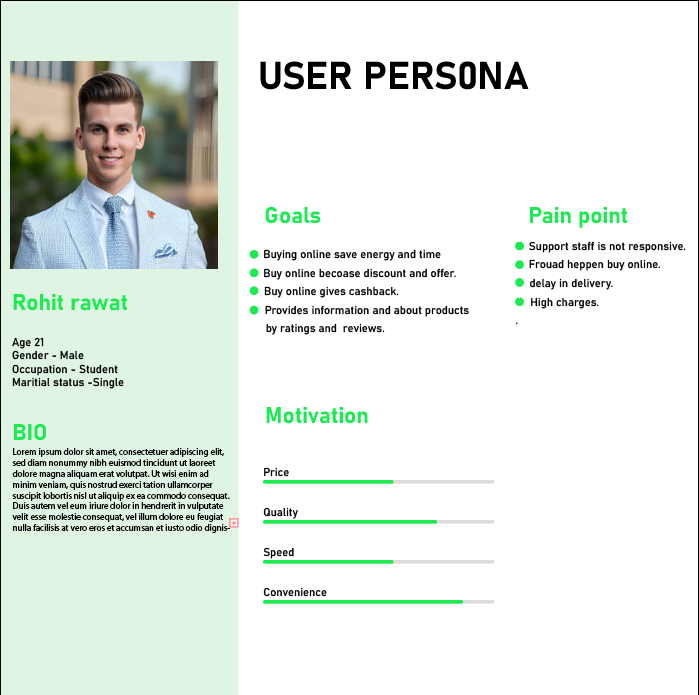 USER PERSONA
Rohit rawat
Age 21
Gender - Male
Occupation - Student
Maritial status -Single
BIO
Lorem ipsum dolor sit amet, consectetuer adipiscing elit,
sed diam nonummy nibh euismod tincidunt ut laoreet
dolore magna aliquam erat volutpat. Ut wisi enim ad
minim veniam, quis nostrud exerci tation ullamcorper
suscipit lobortis nisl ut aliquip ex ea commodo consequat.
Duis autem vel eum iriure dolor in hendrerit in vulputate
velit esse molestie consequat, vel illum dolore eu feugiat
nulla facilisis at vero eros et accumsan et iusto odio dignis-
Goals
Buying online save energy and time
Buy online becoase discount and offer.
Buy online gives cashback.
Provides information and about products
by ratings and  reviews.
Pain point
Support staff is not responsive.
Frouad heppen buy online.
delay in delivery.
High charges.
.
Motivation
Price
Quality
Speed
Convenience